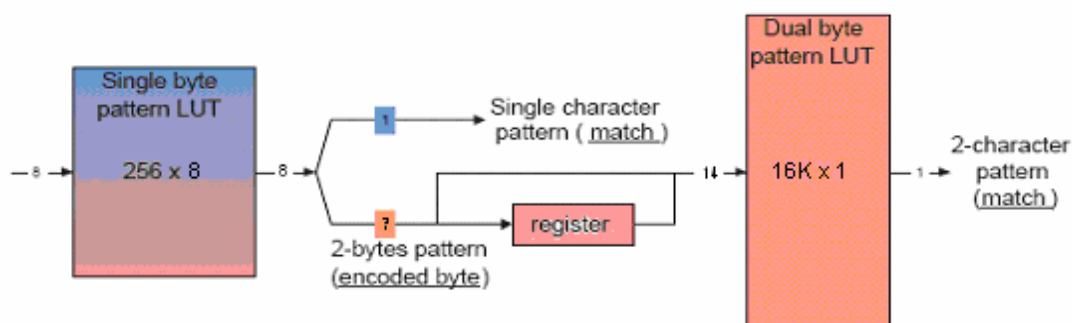 Single byte
pattern LUT
256 x 8
8
8
1
Single character
pattern ( match )
?
2-bytes pattern
(encoded byte)
register
14
Dual byte
pattern LUT
16K x 1
1
2-character
pattern
(match )